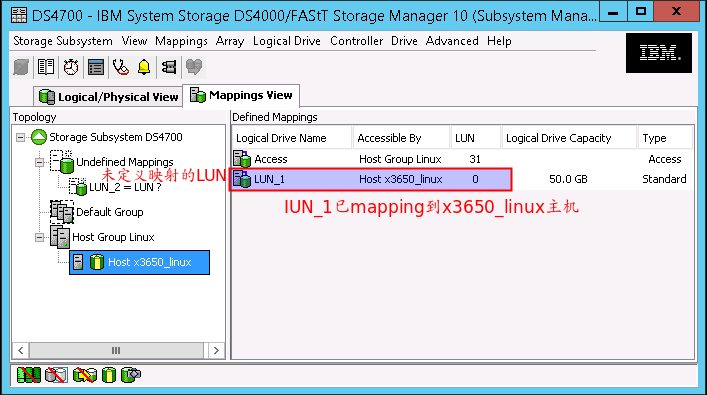 DS4700 - IBM System Storage DS4000/FAStT Storage Manager 10 (Subsystem Mana...
Storage Subsystem View Mappings Array Logical Drive Controller Drive Advanced Help
IBM.
Logical/Physical View Mappings View
Topology
Storage Subsystem DS4700
Undefined Mappings
未定义映射的LUN
LUN_2 = LUN ?
Default Group
Host Group Linux
Host x3650_linux
Defined Mappings
Logical Drive Name Accessible By LUN Logical Drive Capacity Type
Access Host Group Linux 31 Access
LUN_1 Host x3650_linux 0 50.0 GB Standard
IUN_1已mapping到x3650_linux主机